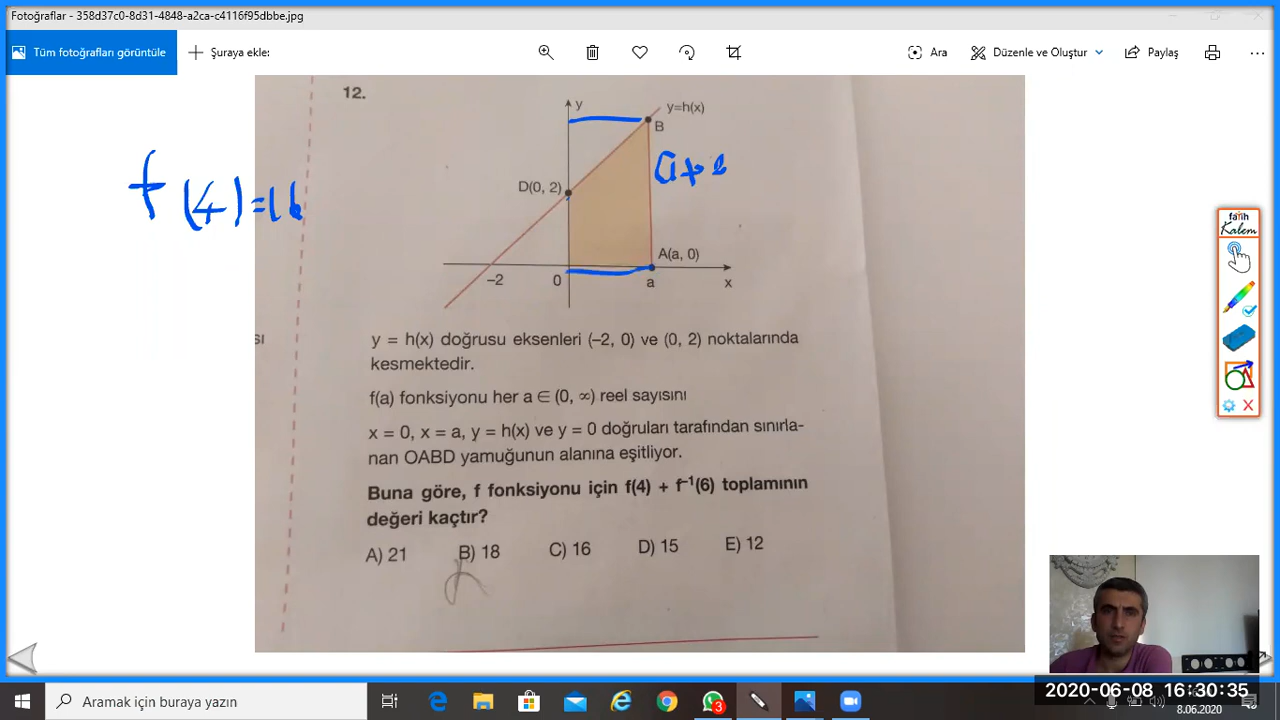 Fotoğraflar - 358d37c0-8d31-4848-a2ca-c4116f95dbbe.jpg
Tüm fotoğrafları görüntüle
Şuraya ekle:
Ara
Düzenle ve Oluştur
Paylaş
12.
y
y=h(x)
B
a+2
D(0, 2)
f(4)=16
A(a, 0)
-2
0
a
x
fatih
Kalem
sı
y = h(x) doğrusu eksenleri (–2, 0) ve (0, 2) noktalarında
kesmektedir.
f(a) fonksiyonu her a ∈ (0, ∞) reel sayısını
x = 0, x = a, y = h(x) ve y = 0 doğruları tarafından sınırla-
nan OABD yamuğunun alanına eşitliyor.
Buna göre, f fonksiyonu için f(4) + f⁻¹(6) toplamının
değeri kaçtır?
A) 21 B) 18 C) 16 D) 15 E) 12
Aramak için buraya yazın
3
2020-06-08 16:30:35
8.06.2020